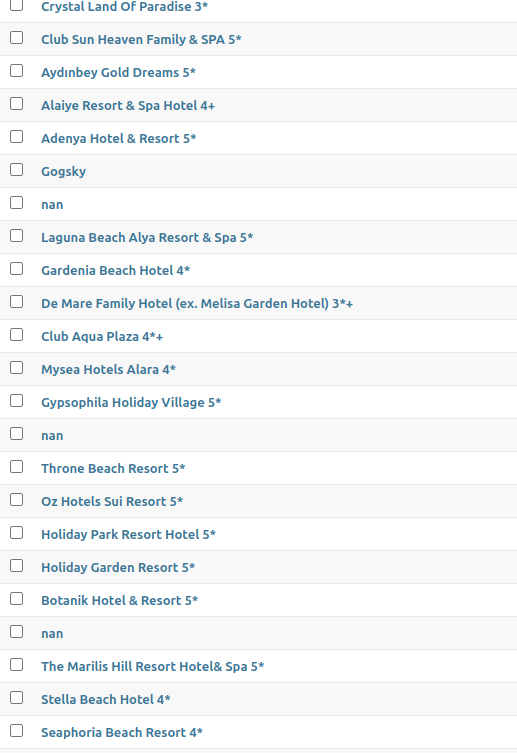 Crystal Land Of Paradise 3*
Club Sun Heaven Family & SPA 5*
Aydınbey Gold Dreams 5*
Alaiye Resort & Spa Hotel 4+
Adenya Hotel & Resort 5*
Gogsky
nan
Laguna Beach Alya Resort & Spa 5*
Gardenia Beach Hotel 4*
De Mare Family Hotel (ex. Melisa Garden Hotel) 3*+
Club Aqua Plaza 4*+
Mysea Hotels Alara 4*
Gypsophila Holiday Village 5*
nan
Throne Beach Resort 5*
Oz Hotels Sui Resort 5*
Holiday Park Resort Hotel 5*
Holiday Garden Resort 5*
Botanik Hotel & Resort 5*
nan
The Marilis Hill Resort Hotel& Spa 5*
Stella Beach Hotel 4*
Seaphoria Beach Resort 4*